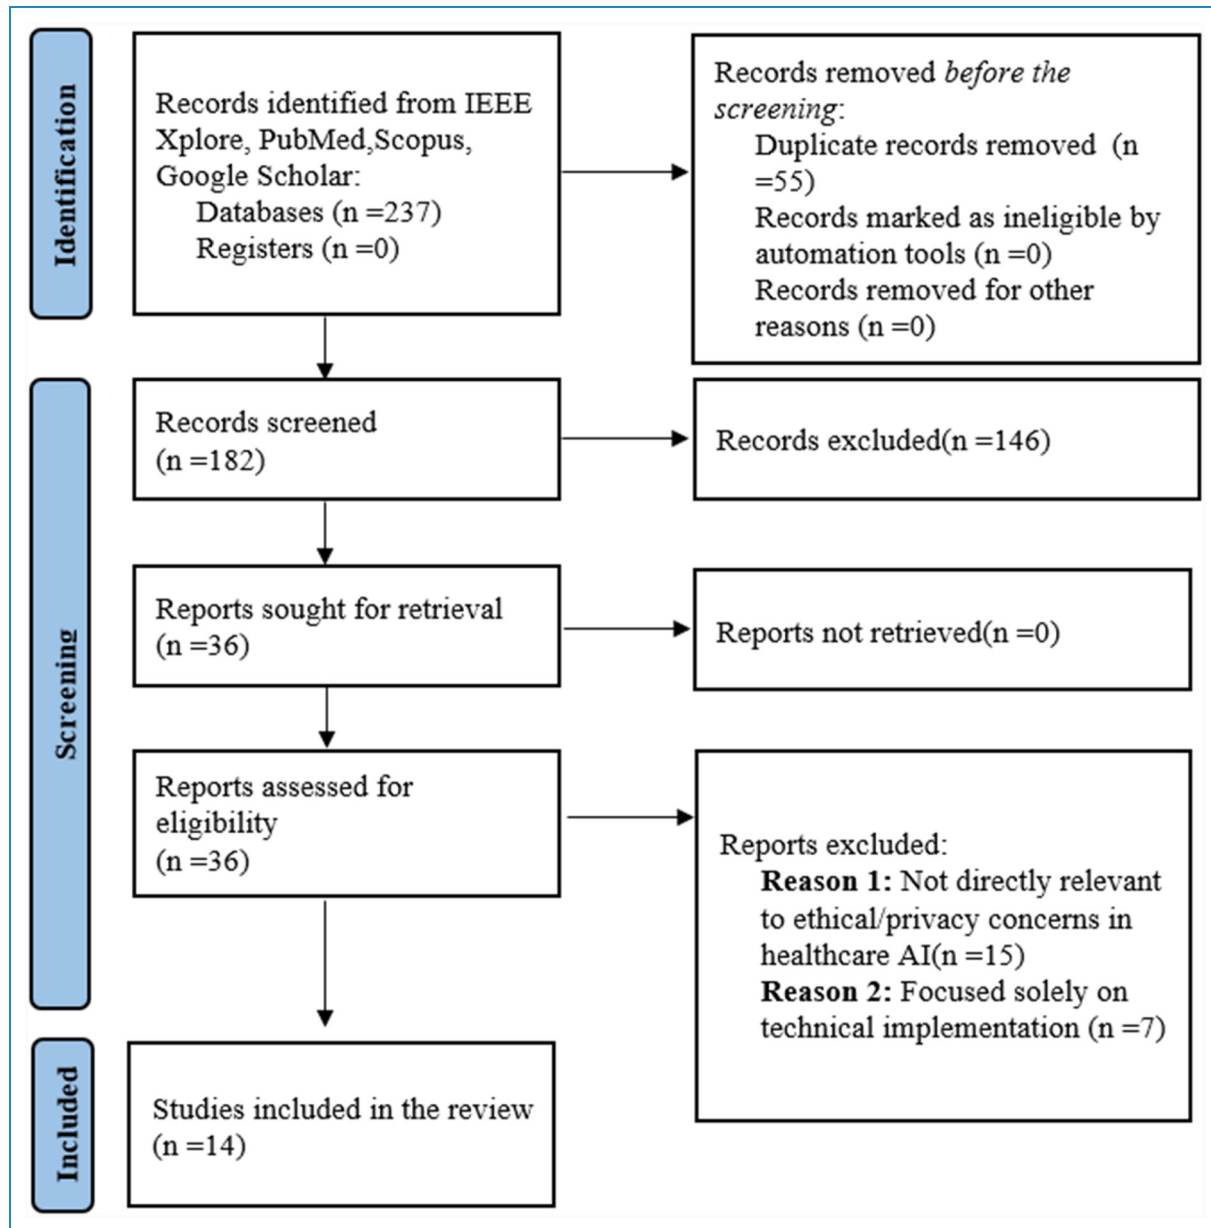 Identification
Records identified from IEEE
Xplore, PubMed,Scopus,
Google Scholar:
Databases (n =237)
Registers (n =0)
Records removed before the
screening:
Duplicate records removed  (n
=55)
Records marked as ineligible by
automation tools (n =0)
Records removed for other
reasons (n =0)
Screening
Records screened
(n =182)
Records excluded(n =146)
Reports sought for retrieval
(n =36)
Reports not retrieved(n =0)
Reports assessed for
eligibility
(n =36)
Reports excluded:
Reason 1: Not directly relevant
to ethical/privacy concerns in
healthcare AI(n =15)
Reason 2: Focused solely on
technical implementation (n =7)
Included
Studies included in the review
(n =14)